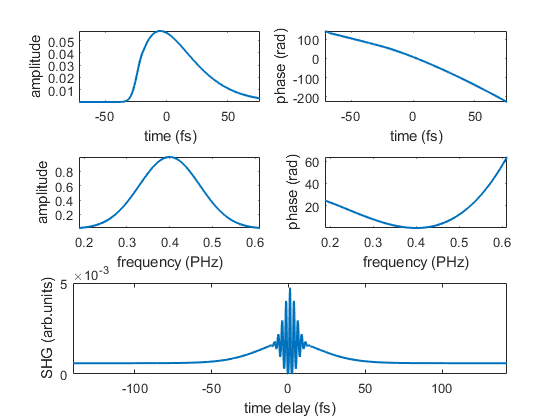 amplitude
0.05
0.04
0.03
0.02
0.01
-50 0 50
time (fs)
phase (rad)
100
0
-100
-200
-50 0 50
time (fs)
amplitude
0.8
0.6
0.4
0.2
0.2 0.3 0.4 0.5 0.6
frequency (PHz)
phase (rad)
60
40
20
0.2 0.3 0.4 0.5 0.6
frequency (PHz)
SHG (arb.units)
×10⁻³
5
0
-100 -50 0 50 100
time delay (fs)